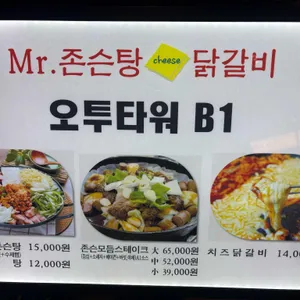 Mr.존슨탕 cheese 닭갈비
오투타워 B1
존슨탕 15,000원
탕 12,000원
존슨모듬스테이크 大 65,000원
中 52,000원
小 39,000원
치즈닭갈비 14,00